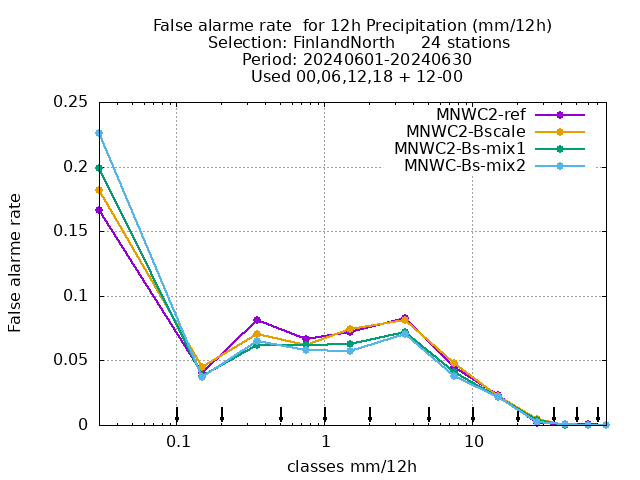 False alarme rate  for 12h Precipitation (mm/12h)
Selection: FinlandNorth     24 stations
Period: 20240601-20240630
Used 00,06,12,18 + 12-00
MNWC2-ref
MNWC2-Bscale
MNWC2-Bs-mix1
MNWC-Bs-mix2
False alarme rate
0.25
0.2
0.15
0.1
0.05
0
0.1 1 10
classes mm/12h